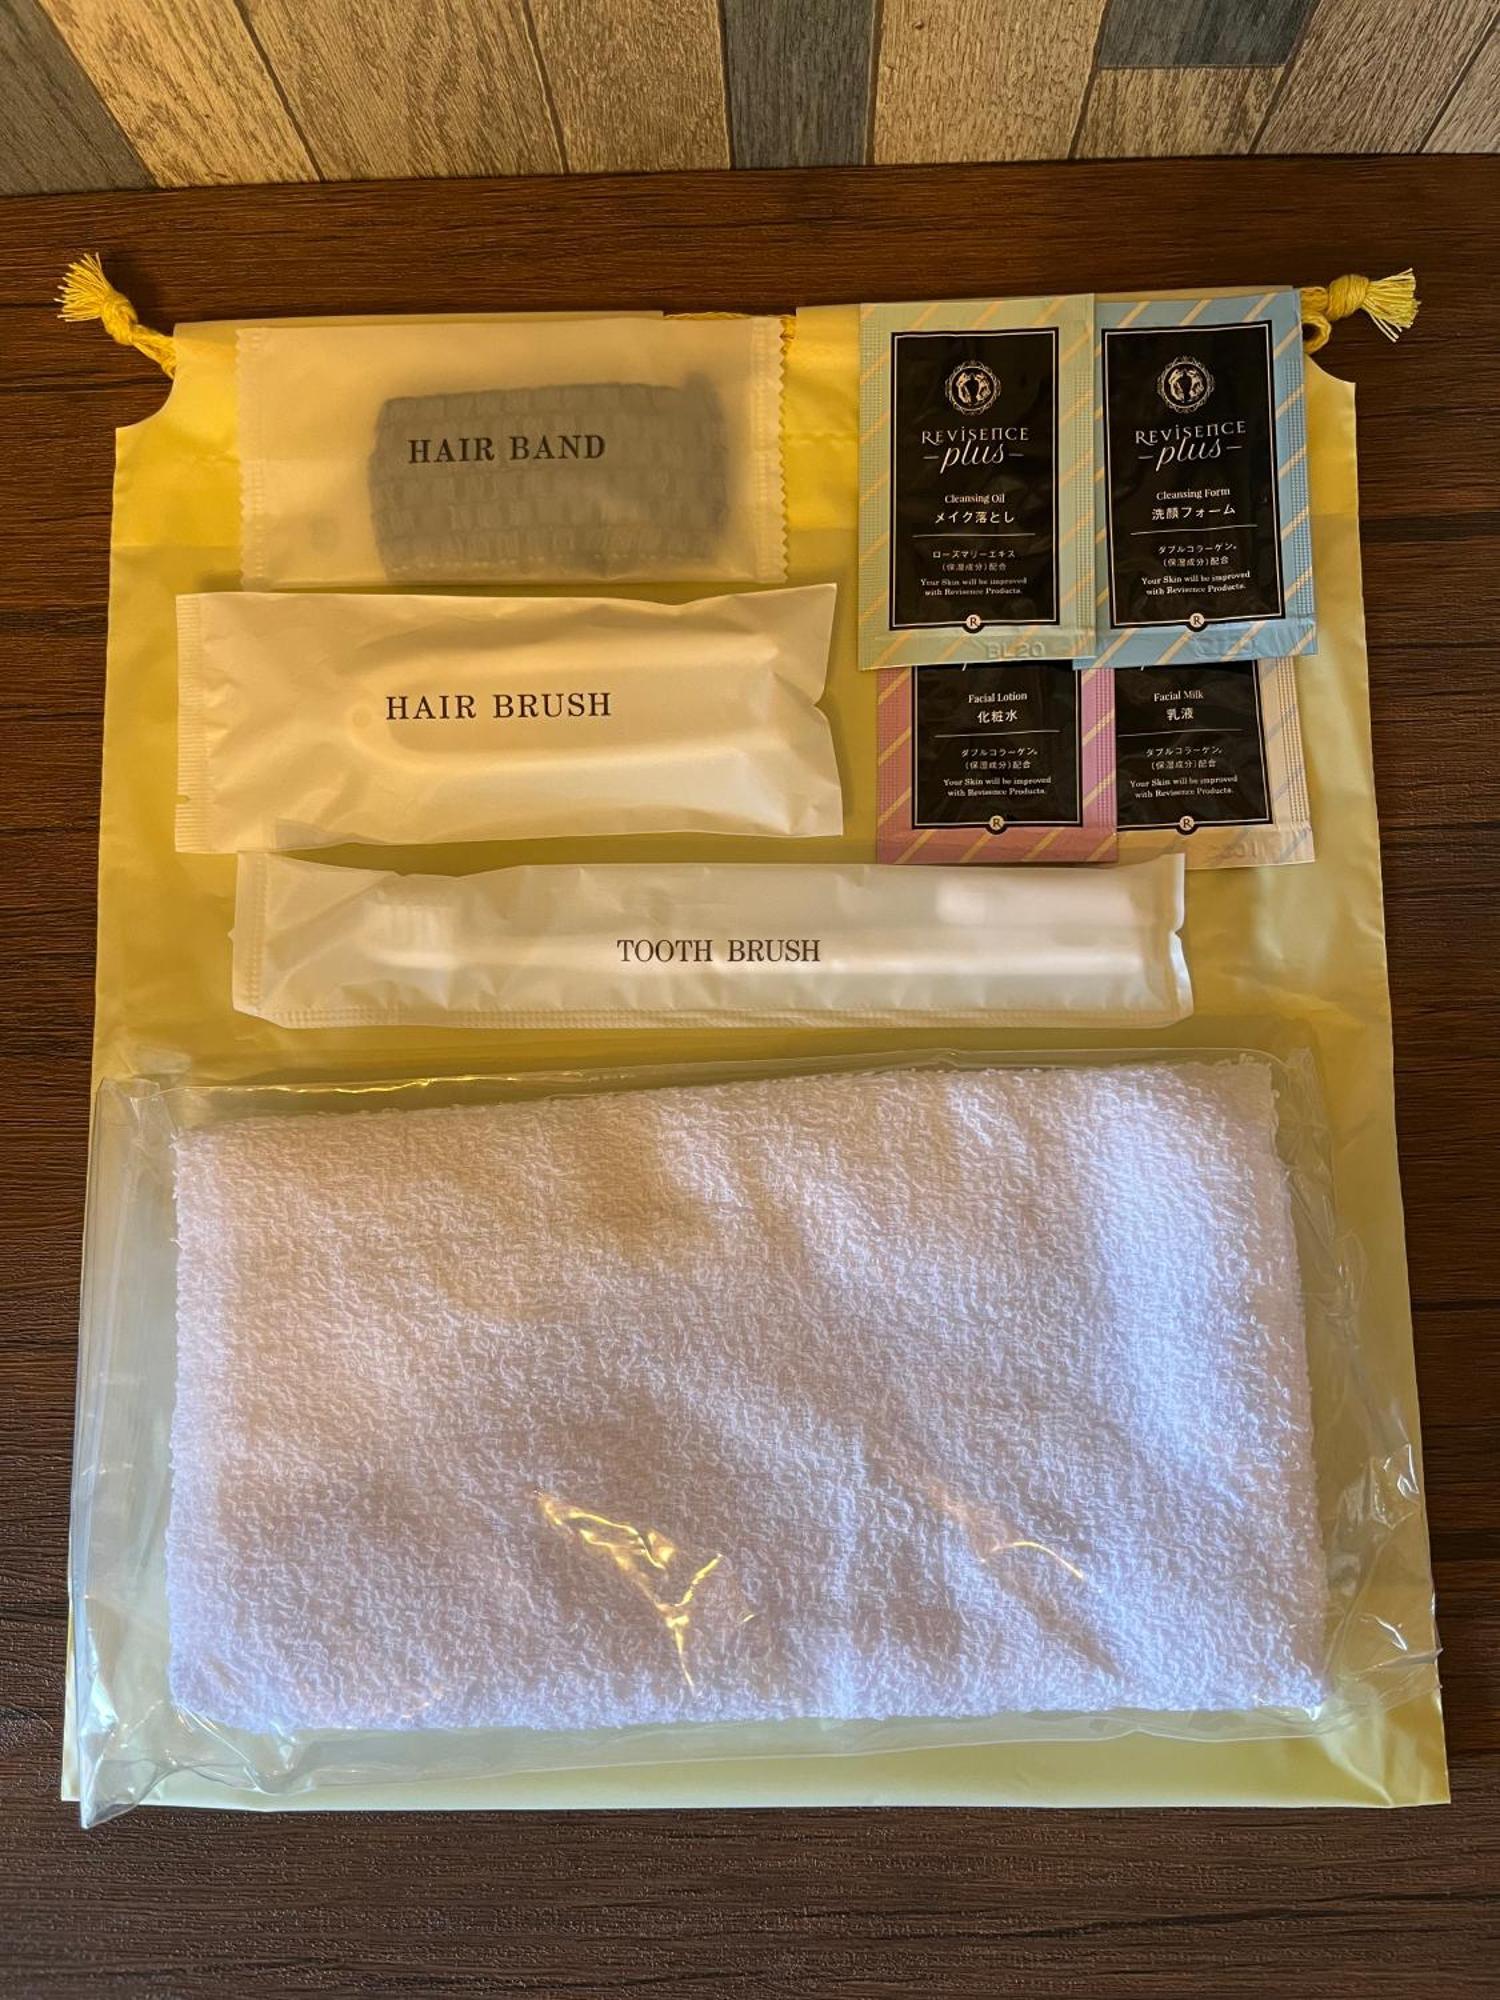 HAIR BAND
REVISENCE
plus
Cleansing Oil
メイク落とし
ローズマリーエキス
(保湿成分)配合
Your Skin will be improved
with Revisence Products.
R
BL20
REVISENCE
plus
Cleansing Form
洗顔フォーム
ダブルコラーゲン。
(保湿成分)配合
Your Skin will be improved
with Revisence Products.
R
HAIR BRUSH
Facial Lotion
化粧水
ダブルコラーゲン。
(保湿成分)配合
Your Skin will be improved
with Revisence Products.
R
Facial Milk
乳液
ダブルコラーゲン。
(保湿成分)配合
Your Skin will be improved
with Revisence Products.
R
TOOTH BRUSH